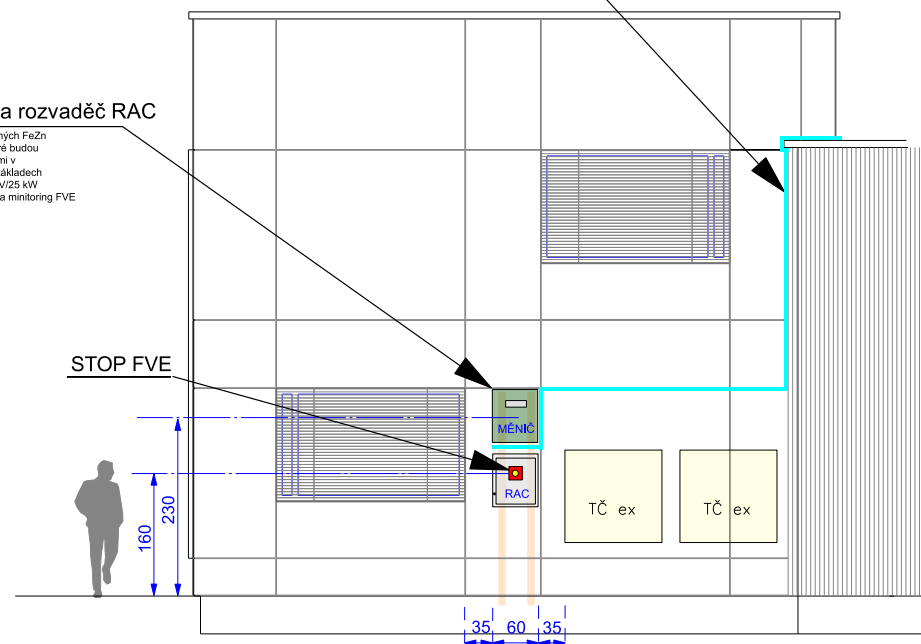 a rozvaděč RAC
ných FeZn
ré budou
mi v
základech
V/25 kW
a minitoring FVE
STOP FVE
MĚNIČ
RAC
TČ ex
TČ ex
230
160
35
60
35